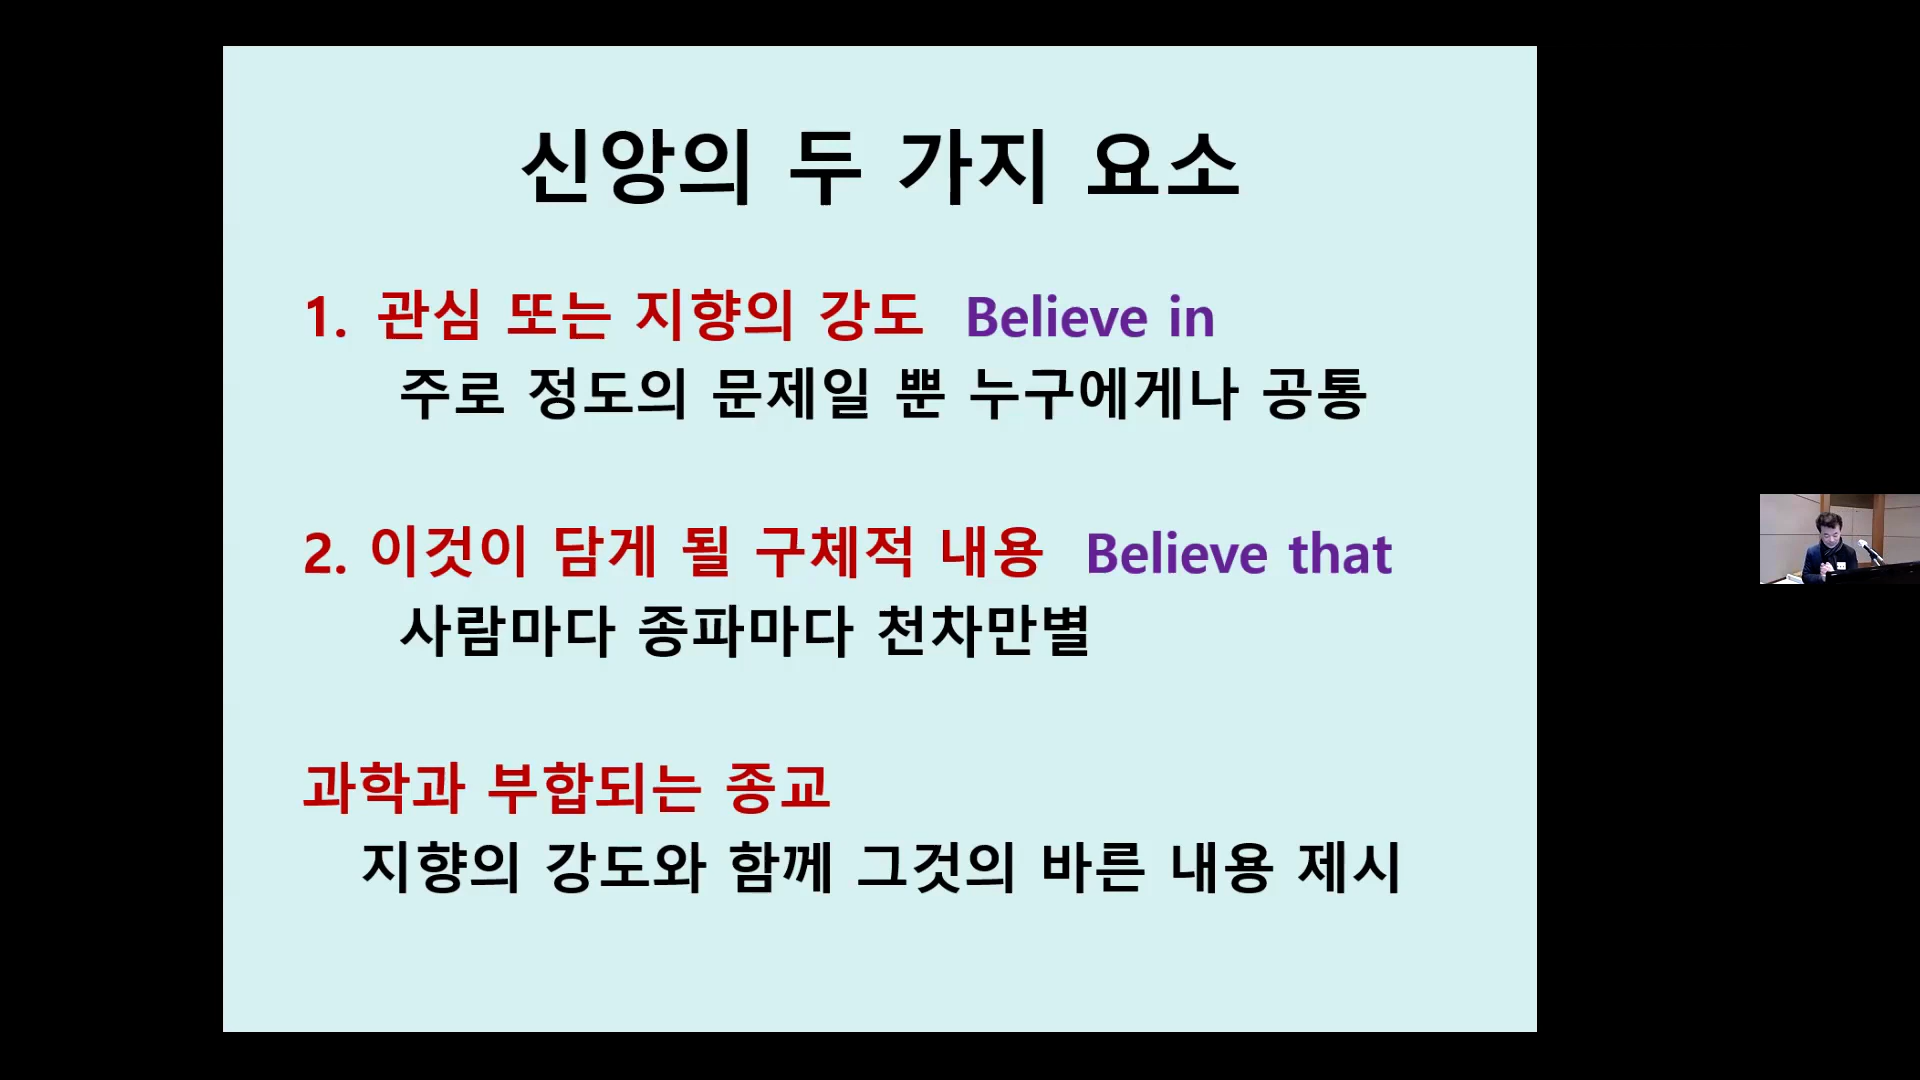 신앙의 두 가지 요소
1. 관심 또는 지향의 강도 Believe in
주로 정도의 문제일 뿐 누구에게나 공통
2. 이것이 담게 될 구체적 내용 Believe that
사람마다 종파마다 천차만별
과학과 부합되는 종교
지향의 강도와 함께 그것의 바른 내용 제시